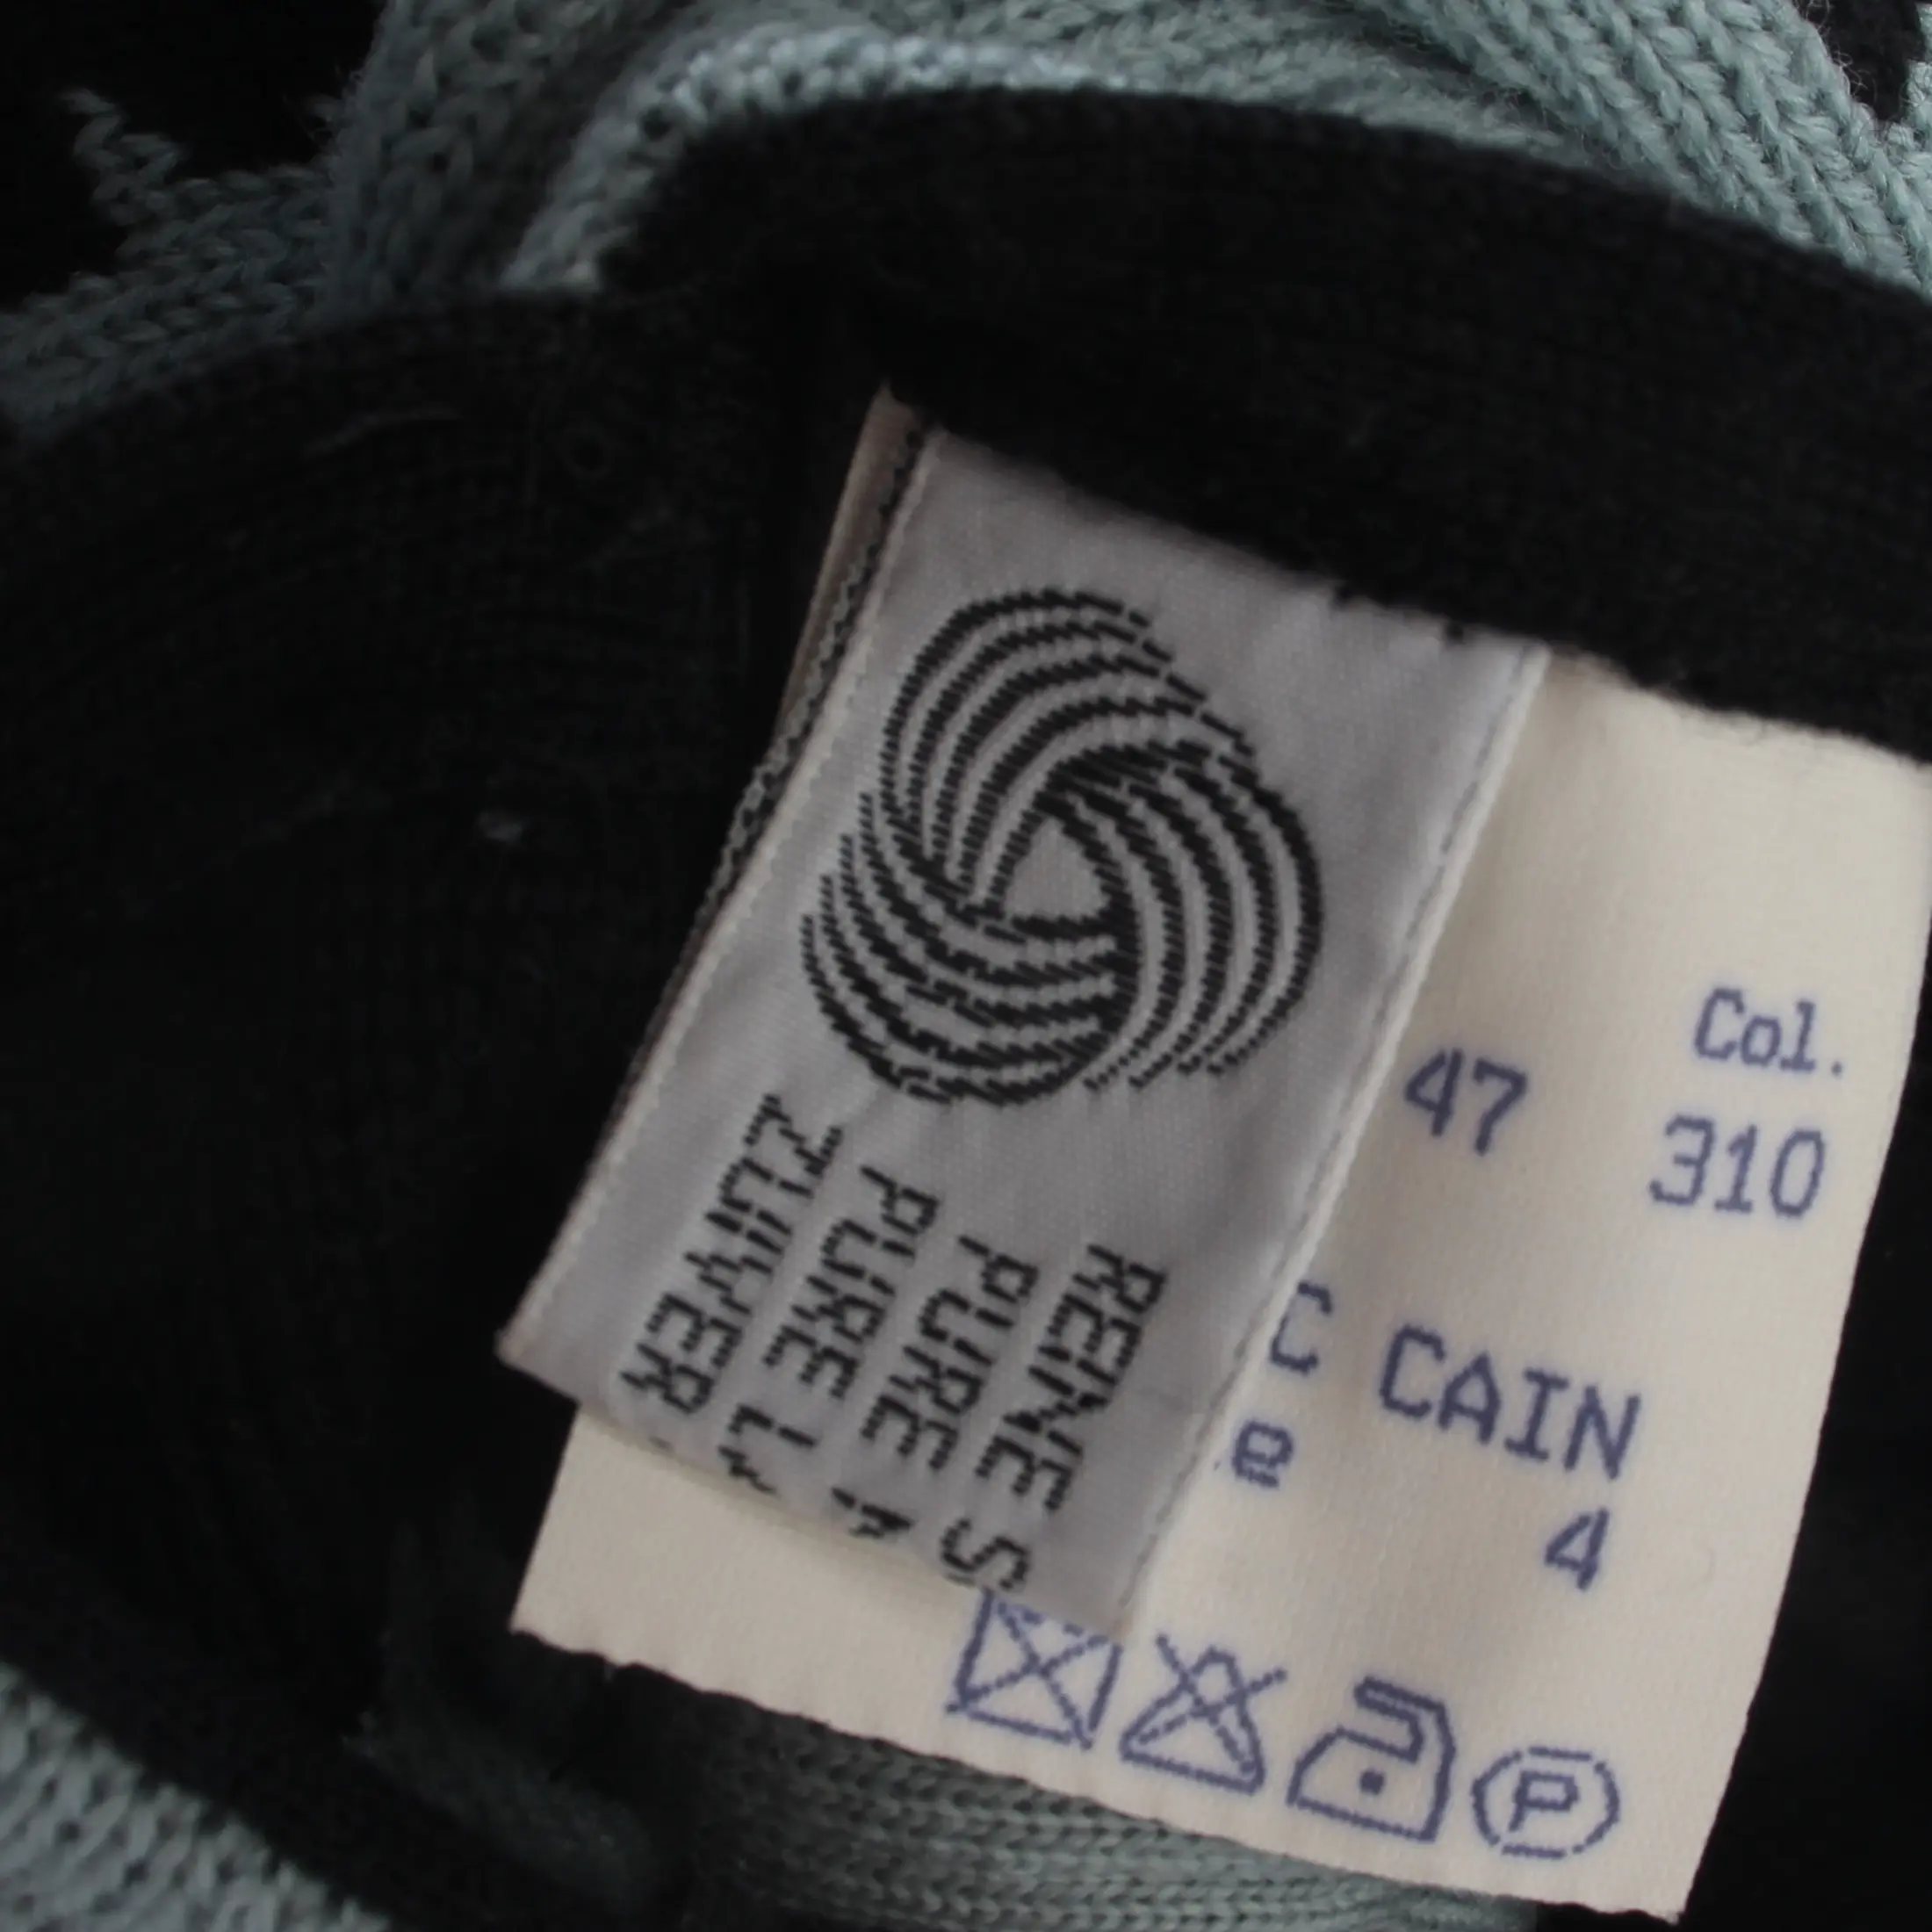 REINE S
PURE
PURE
ZUIVER
Col.
47 310
C CAIN
e
4
P